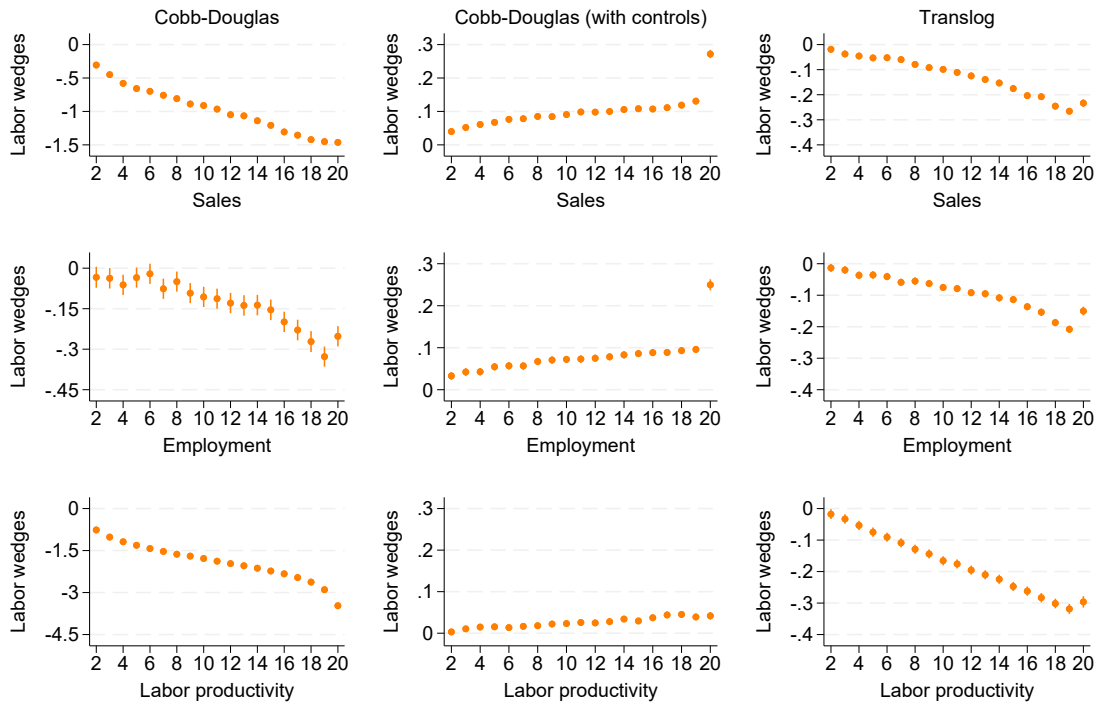 Cobb-Douglas
Labor wedges
0
-.5
-1
-1.5
2 4 6 8 10 12 14 16 18 20
Sales
Cobb-Douglas (with controls)
Labor wedges
.3
.2
.1
0
2 4 6 8 10 12 14 16 18 20
Sales
Translog
Labor wedges
0
-.1
-.2
-.3
-.4
2 4 6 8 10 12 14 16 18 20
Sales
Labor wedges
0
-.15
-.3
-.45
2 4 6 8 10 12 14 16 18 20
Employment
Labor wedges
.3
.2
.1
0
2 4 6 8 10 12 14 16 18 20
Employment
Labor wedges
0
-.1
-.2
-.3
-.4
2 4 6 8 10 12 14 16 18 20
Employment
Labor wedges
0
-1.5
-3
-4.5
2 4 6 8 10 12 14 16 18 20
Labor productivity
Labor wedges
.3
.2
.1
0
2 4 6 8 10 12 14 16 18 20
Labor productivity
Labor wedges
0
-.1
-.2
-.3
-.4
2 4 6 8 10 12 14 16 18 20
Labor productivity